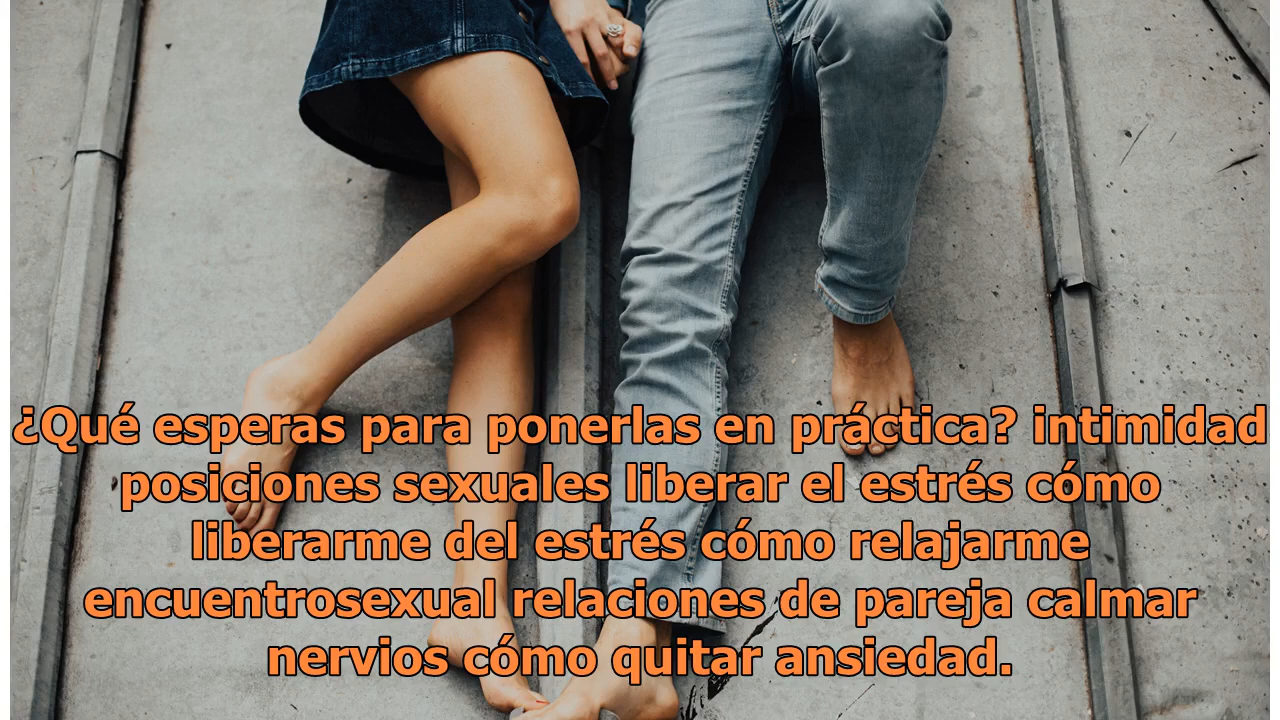 ¿Qué esperas para ponerlas en práctica? intimidad
posiciones sexuales liberar el estrés cómo
liberarme del estrés cómo relajarme
encuentrosexual relaciones de pareja calmar
nervios cómo quitar ansiedad.